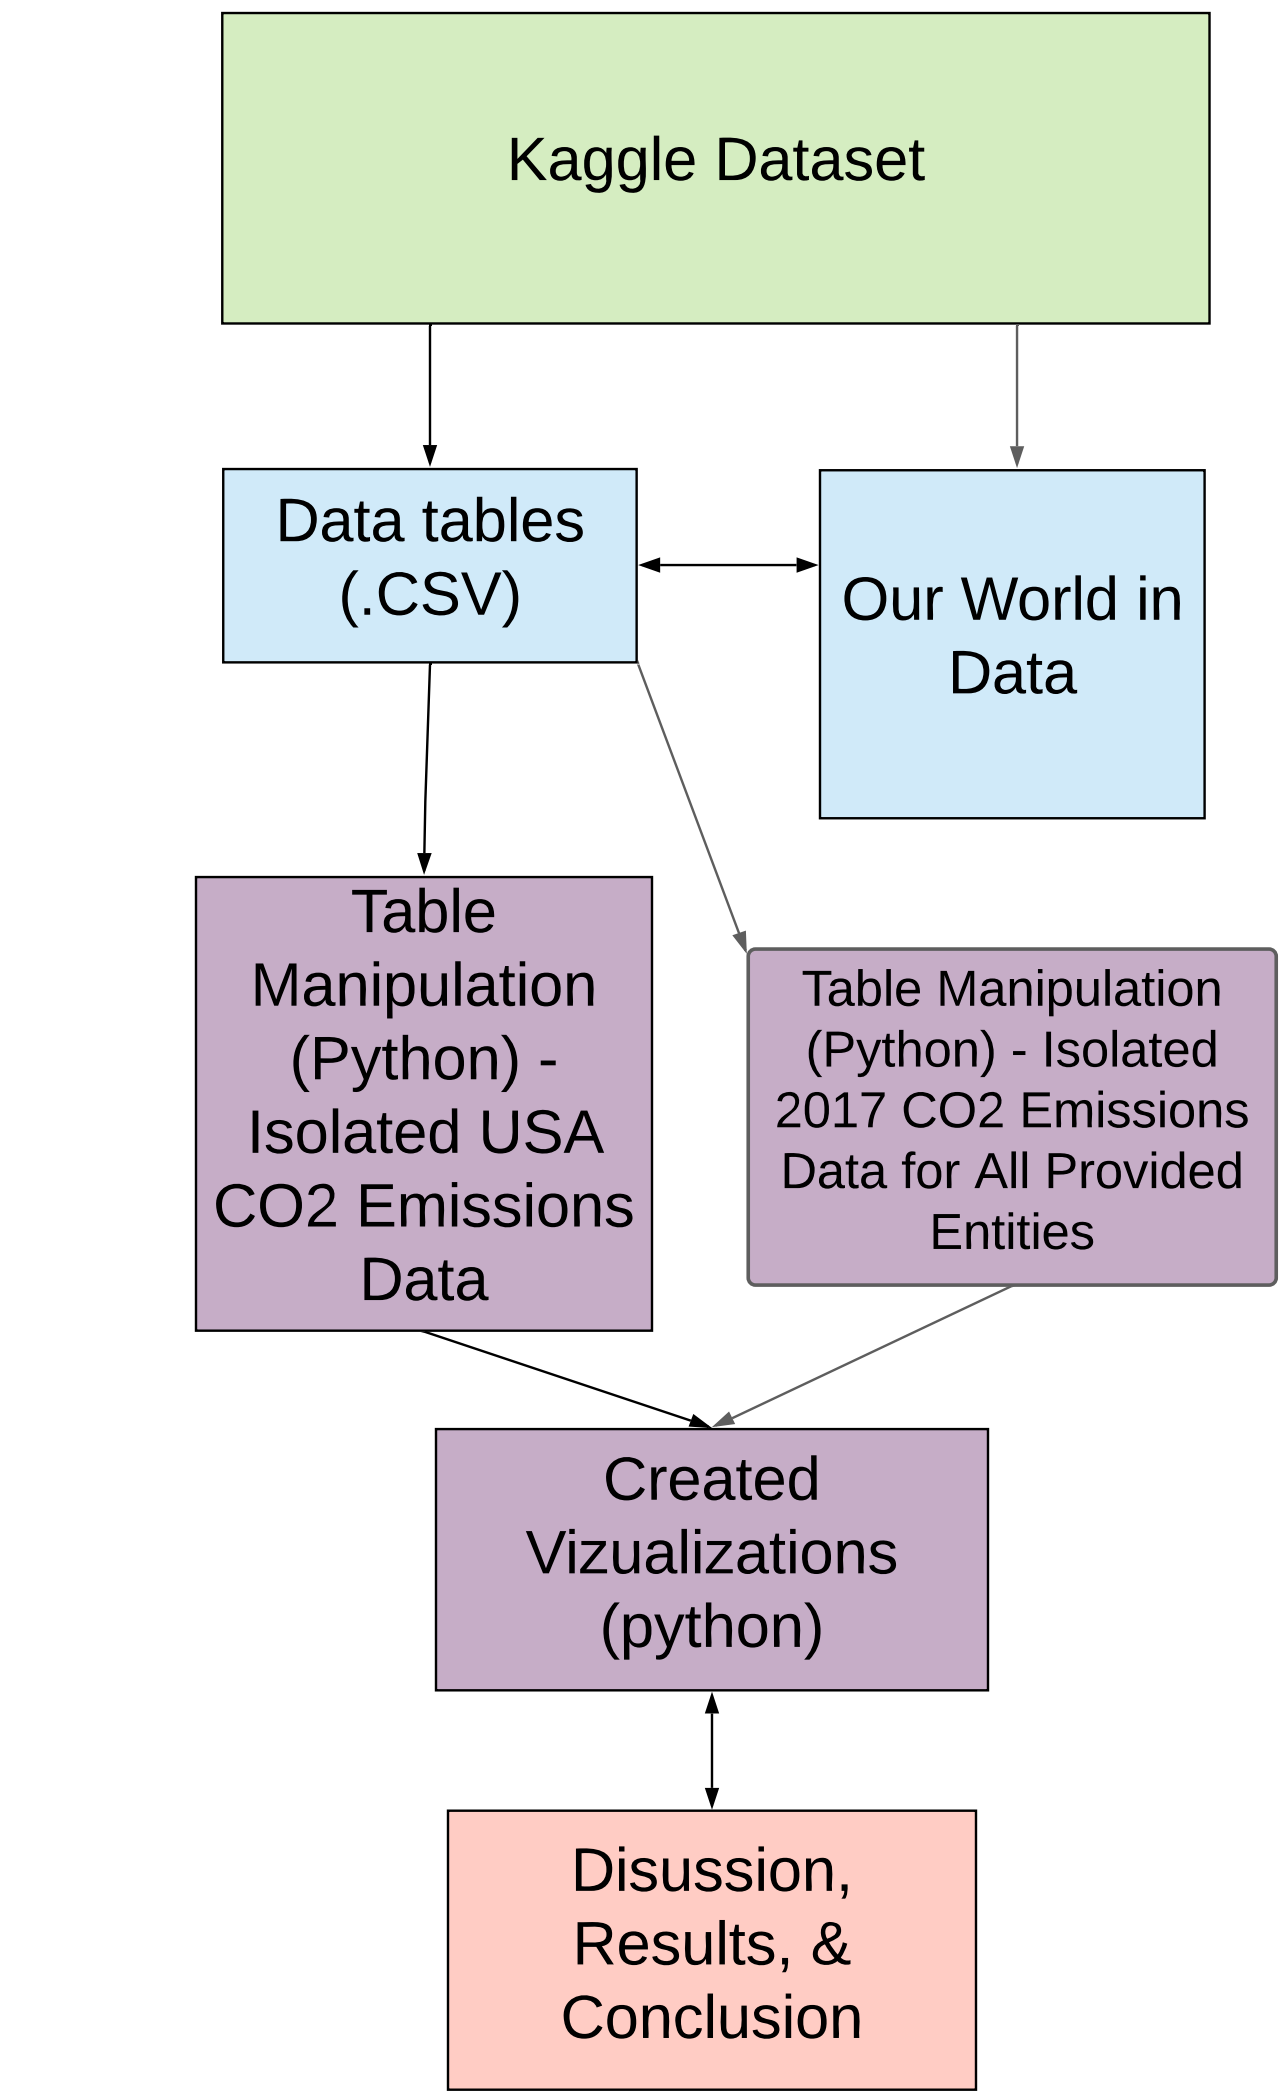 Kaggle Dataset
Data tables
(.CSV)
Our World in
Data
Table
Manipulation
(Python) -
Isolated USA
CO2 Emissions
Data
Table Manipulation
(Python) - Isolated
2017 CO2 Emissions
Data for All Provided
Entities
Created
Vizualizations
(python)
Disussion,
Results, &
Conclusion